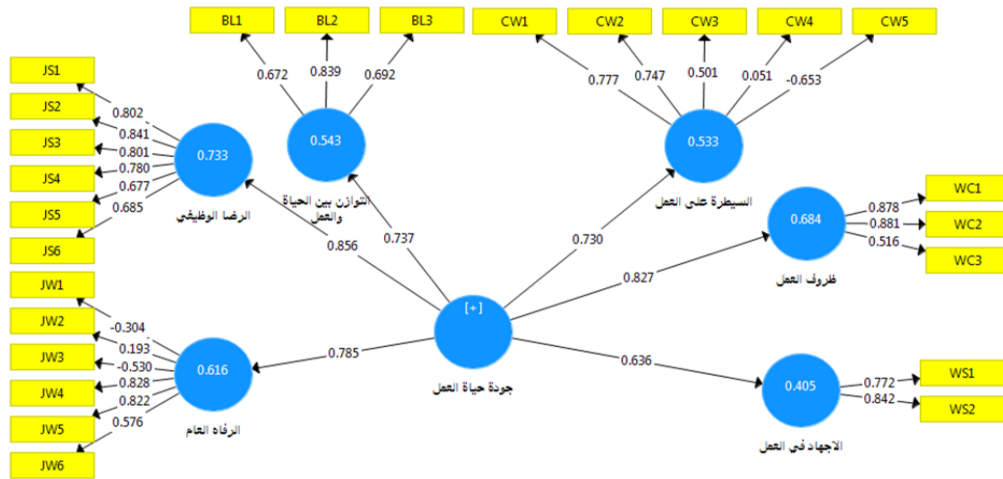 BL1
BL2
BL3
CW1
CW2
CW3
CW4
CW5
0.672
0.839
0.692
0.777
0.747
0.501
0.051
-0.653
JS1
JS2
JS3
JS4
JS5
JS6
0.802
0.841
0.801
0.780
0.677
0.685
0.733
الرضا الوظيفي
0.543
التوازن بين الحياة
والعمل
0.533
السيطرة على العمل
0.684
ظروف العمل
0.878
0.881
0.516
WC1
WC2
WC3
0.856
0.737
0.730
0.827
[+]
جودة حياة العمل
0.785
0.636
JW1
JW2
JW3
JW4
JW5
JW6
-0.304
0.193
-0.530
0.828
0.822
0.576
0.616
الرفاه العام
0.405
الاجهاد في العمل
0.772
0.842
WS1
WS2